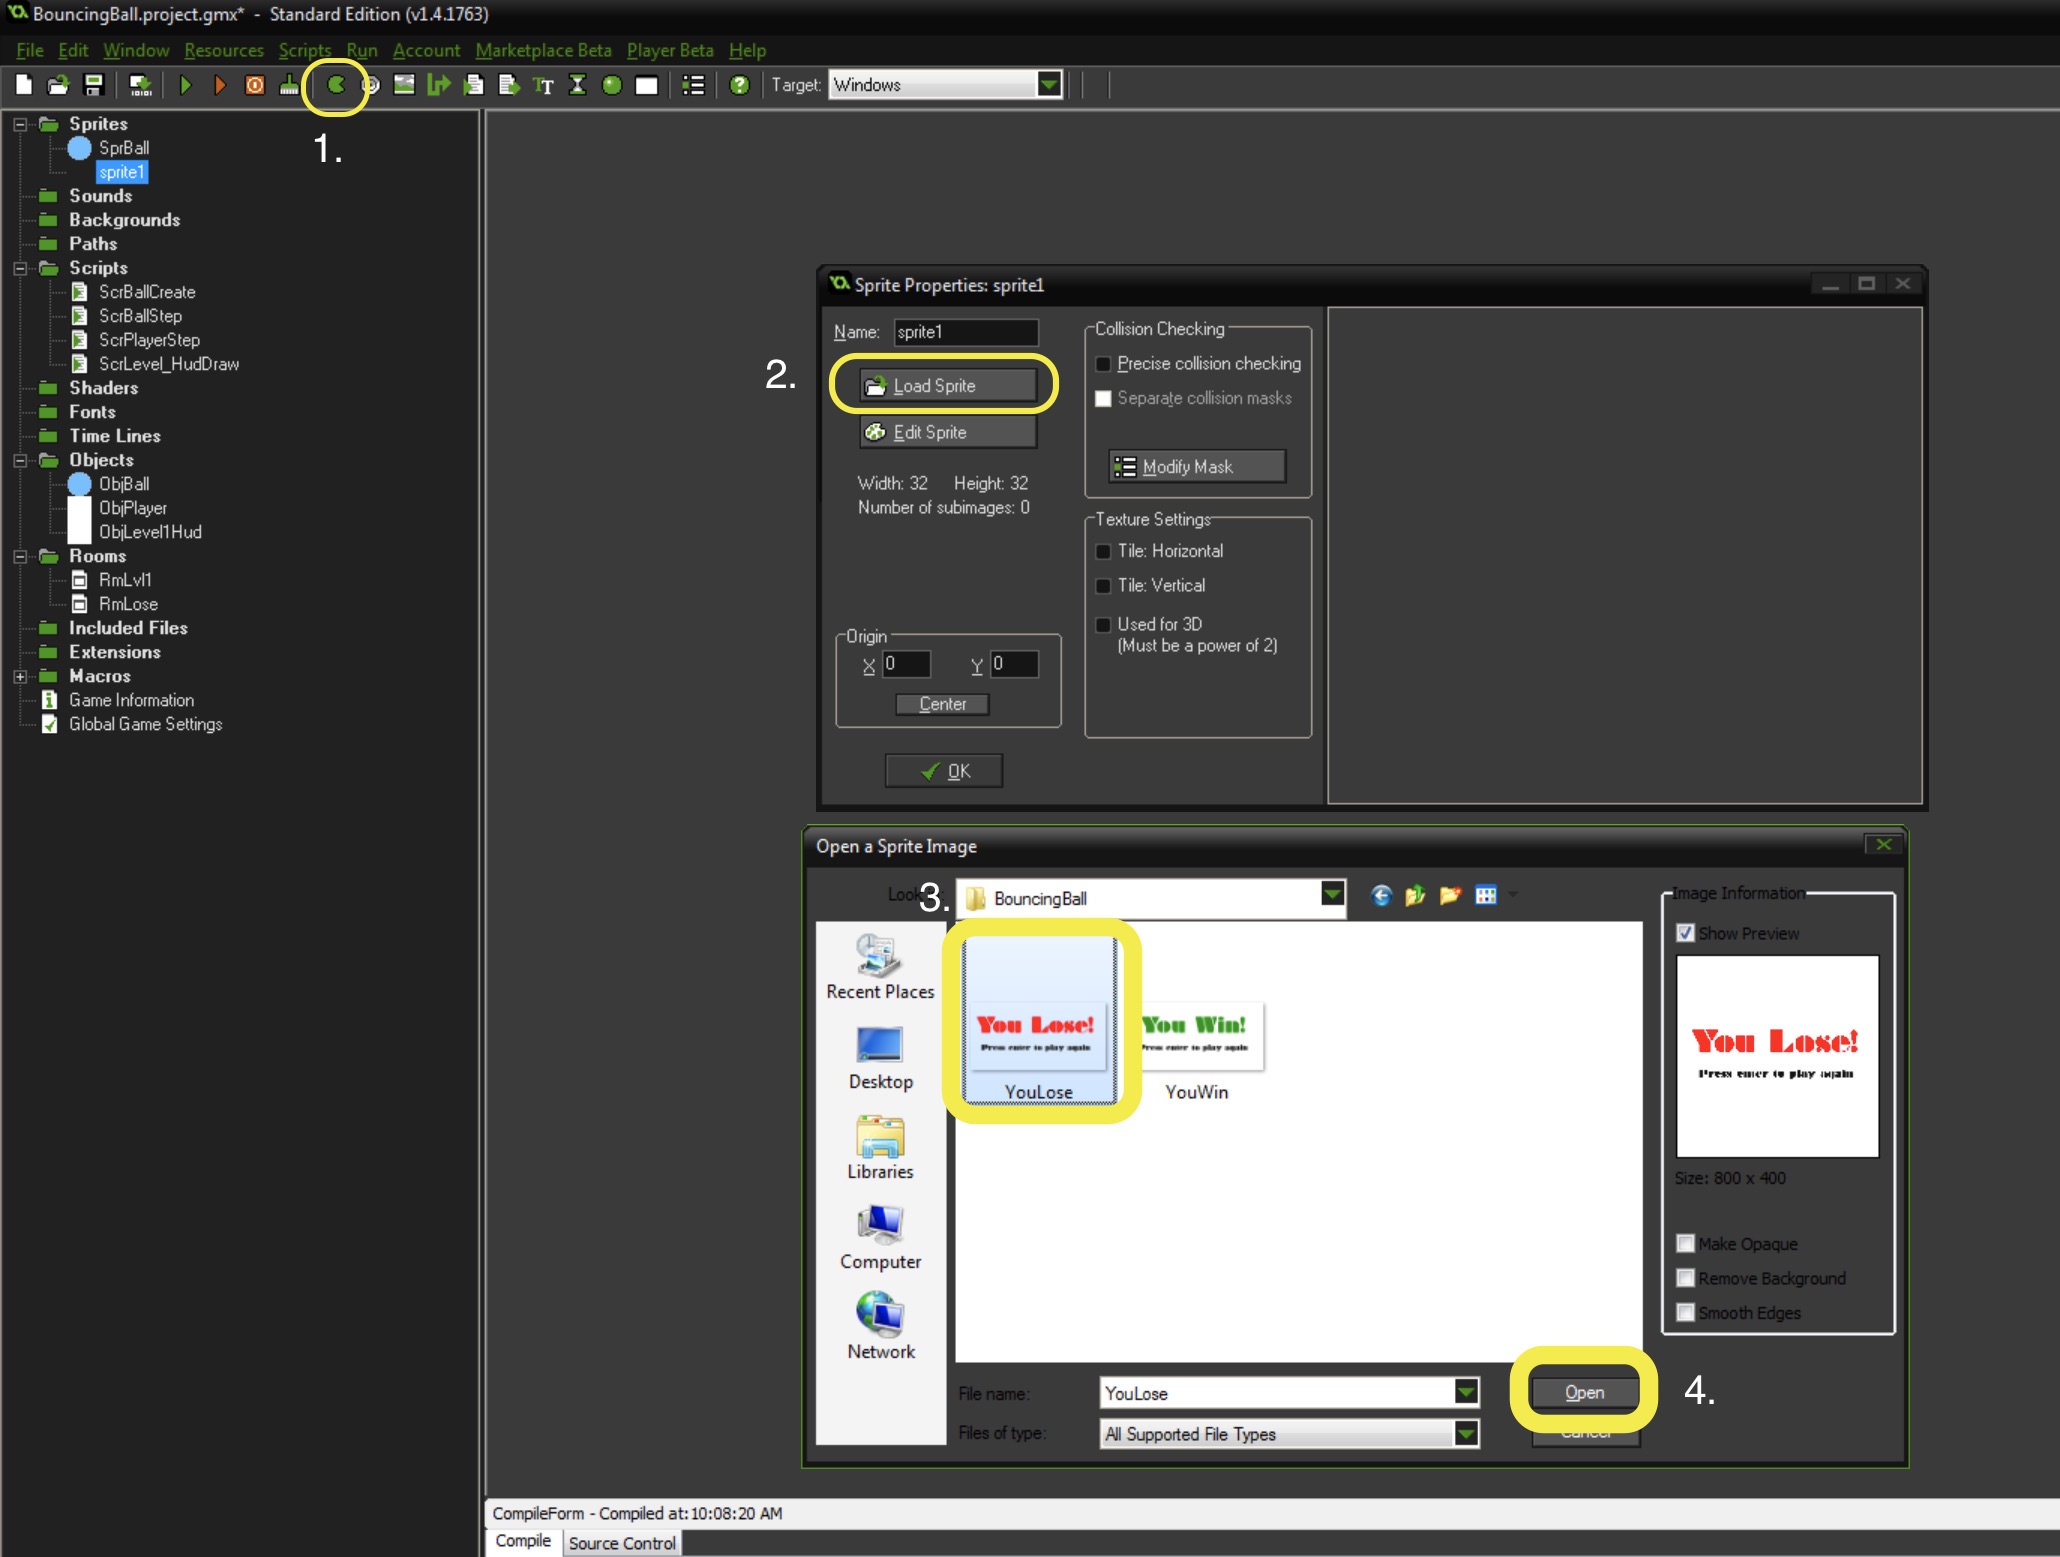 BouncingBall.project.gmx* - Standard Edition (v1.4.1763)
File Edit Window Resources Scripts Run Account Marketplace Beta Player Beta Help
Target: Windows
1.
Sprites
SprBall
sprite1
Sounds
Backgrounds
Paths
Scripts
ScrBallCreate
ScrBallStep
ScrPlayerStep
ScrLevel_HudDraw
Shaders
Fonts
Time Lines
Objects
ObjBall
ObjPlayer
ObjLevel1Hud
Rooms
RmLvl1
RmLose
Included Files
Extensions
Macros
Game Information
Global Game Settings
Sprite Properties: sprite1
Name: sprite1
2.
Load Sprite
Edit Sprite
Width: 32 Height: 32
Number of subimages: 0
Origin
X 0 Y 0
Center
OK
Collision Checking
Precise collision checking
Separate collision masks
Modify Mask
Texture Settings
Tile: Horizontal
Tile: Vertical
Used for 3D
(Must be a power of 2)
Open a Sprite Image
3.
BouncingBall
Recent Places
Desktop
Libraries
Computer
Network
You Lose!
Press enter to play again
YouLose
You Win!
Press enter to play again
YouWin
Image Information
Show Preview
You Lose!
Press enter to play again
Size: 800 x 400
Make Opaque
Remove Background
Smooth Edges
File name: YouLose
Open
4.
Files of type: All Supported File Types
Cancel
CompileForm - Compiled at:10:08:20 AM
Compile Source Control